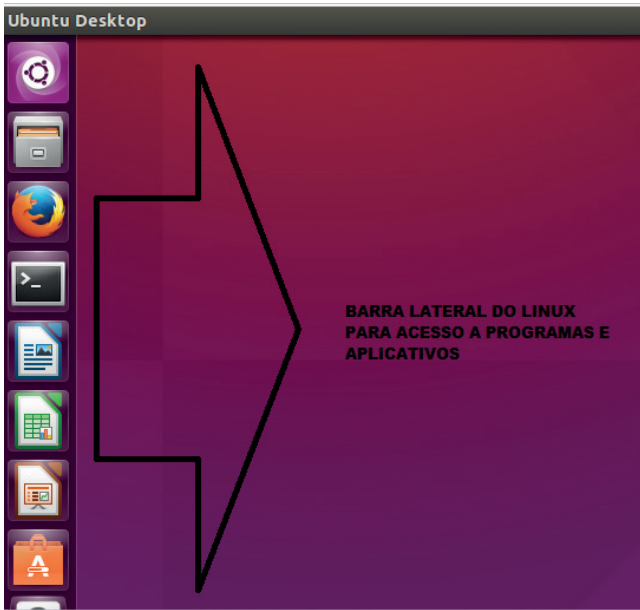 Ubuntu Desktop
BARRA LATERAL DO LINUX
PARA ACESSO A PROGRAMAS E
APLICATIVOS